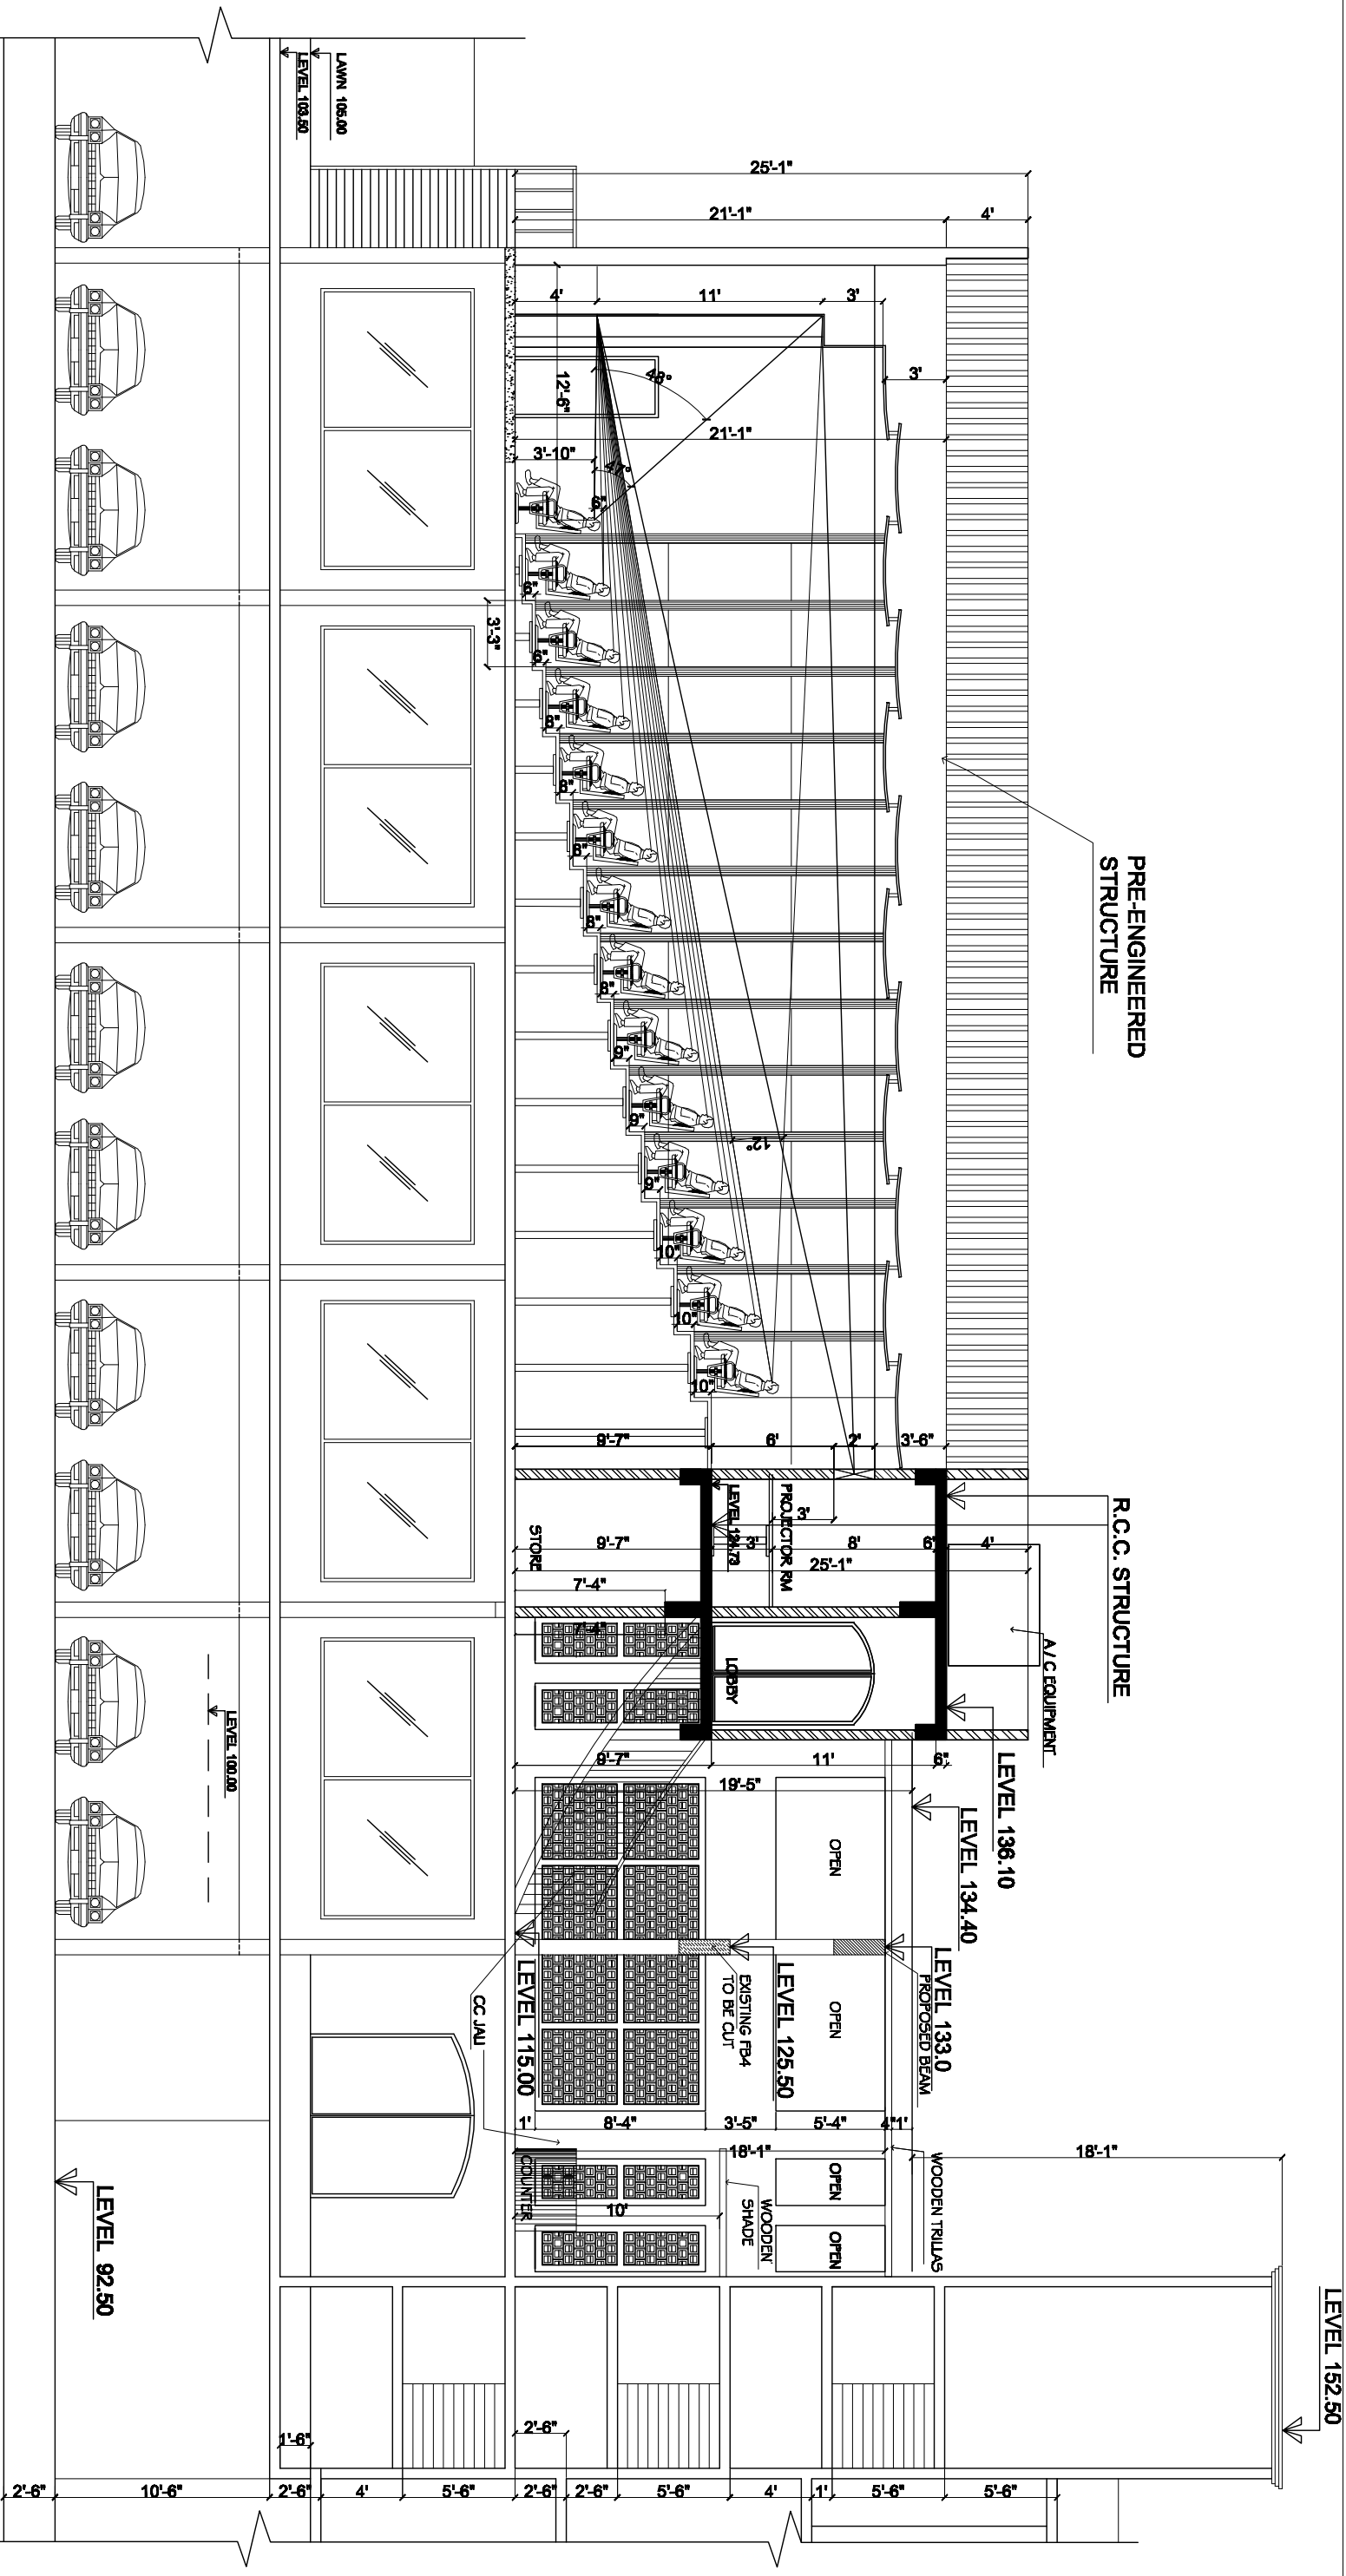 LAWN 105.00
LEVEL 103.50
25'-1"
21'-1"
4'
4'
11'
3'
3'
48°
12'-6"
21'-1"
3'-10"
47°
6"
6"
3'-3"
6"
8"
8"
8"
8"
8"
9"
9"
9"
12°
10"
10"
10"
PRE-ENGINEERED
STRUCTURE
9'-7"
6'
2'
3'-6"
R.C.C. STRUCTURE
PROJECTOR RM
LEVEL 124.73
STORE
3'
9'-7"
3'
8'
6"
4'
25'-1"
7'-4"
7'-4"
A/ C EQUIPMENT
LOBBY
LEVEL 100.00
9'-7"
11'
6"
19'-5"
LEVEL 136.10
LEVEL 134.40
OPEN
LEVEL 133.0
PROPOSED BEAM
OPEN
LEVEL 125.50
EXISTING FB4
TO BE CUT
LEVEL 115.00
CC JALI
1'
8'-4"
3'-5"
5'-4"
4"
1'
18'-1"
18'-1"
WOODEN TRILLAS
WOODEN
SHADE
OPEN
OPEN
COUNTER
10'
LEVEL 92.50
LEVEL 152.50
1'-6"
2'-6"
2'-6"
10'-6"
2'-6"
4'
5'-6"
2'-6"
2'-6"
5'-6"
4'
1'
5'-6"
5'-6"